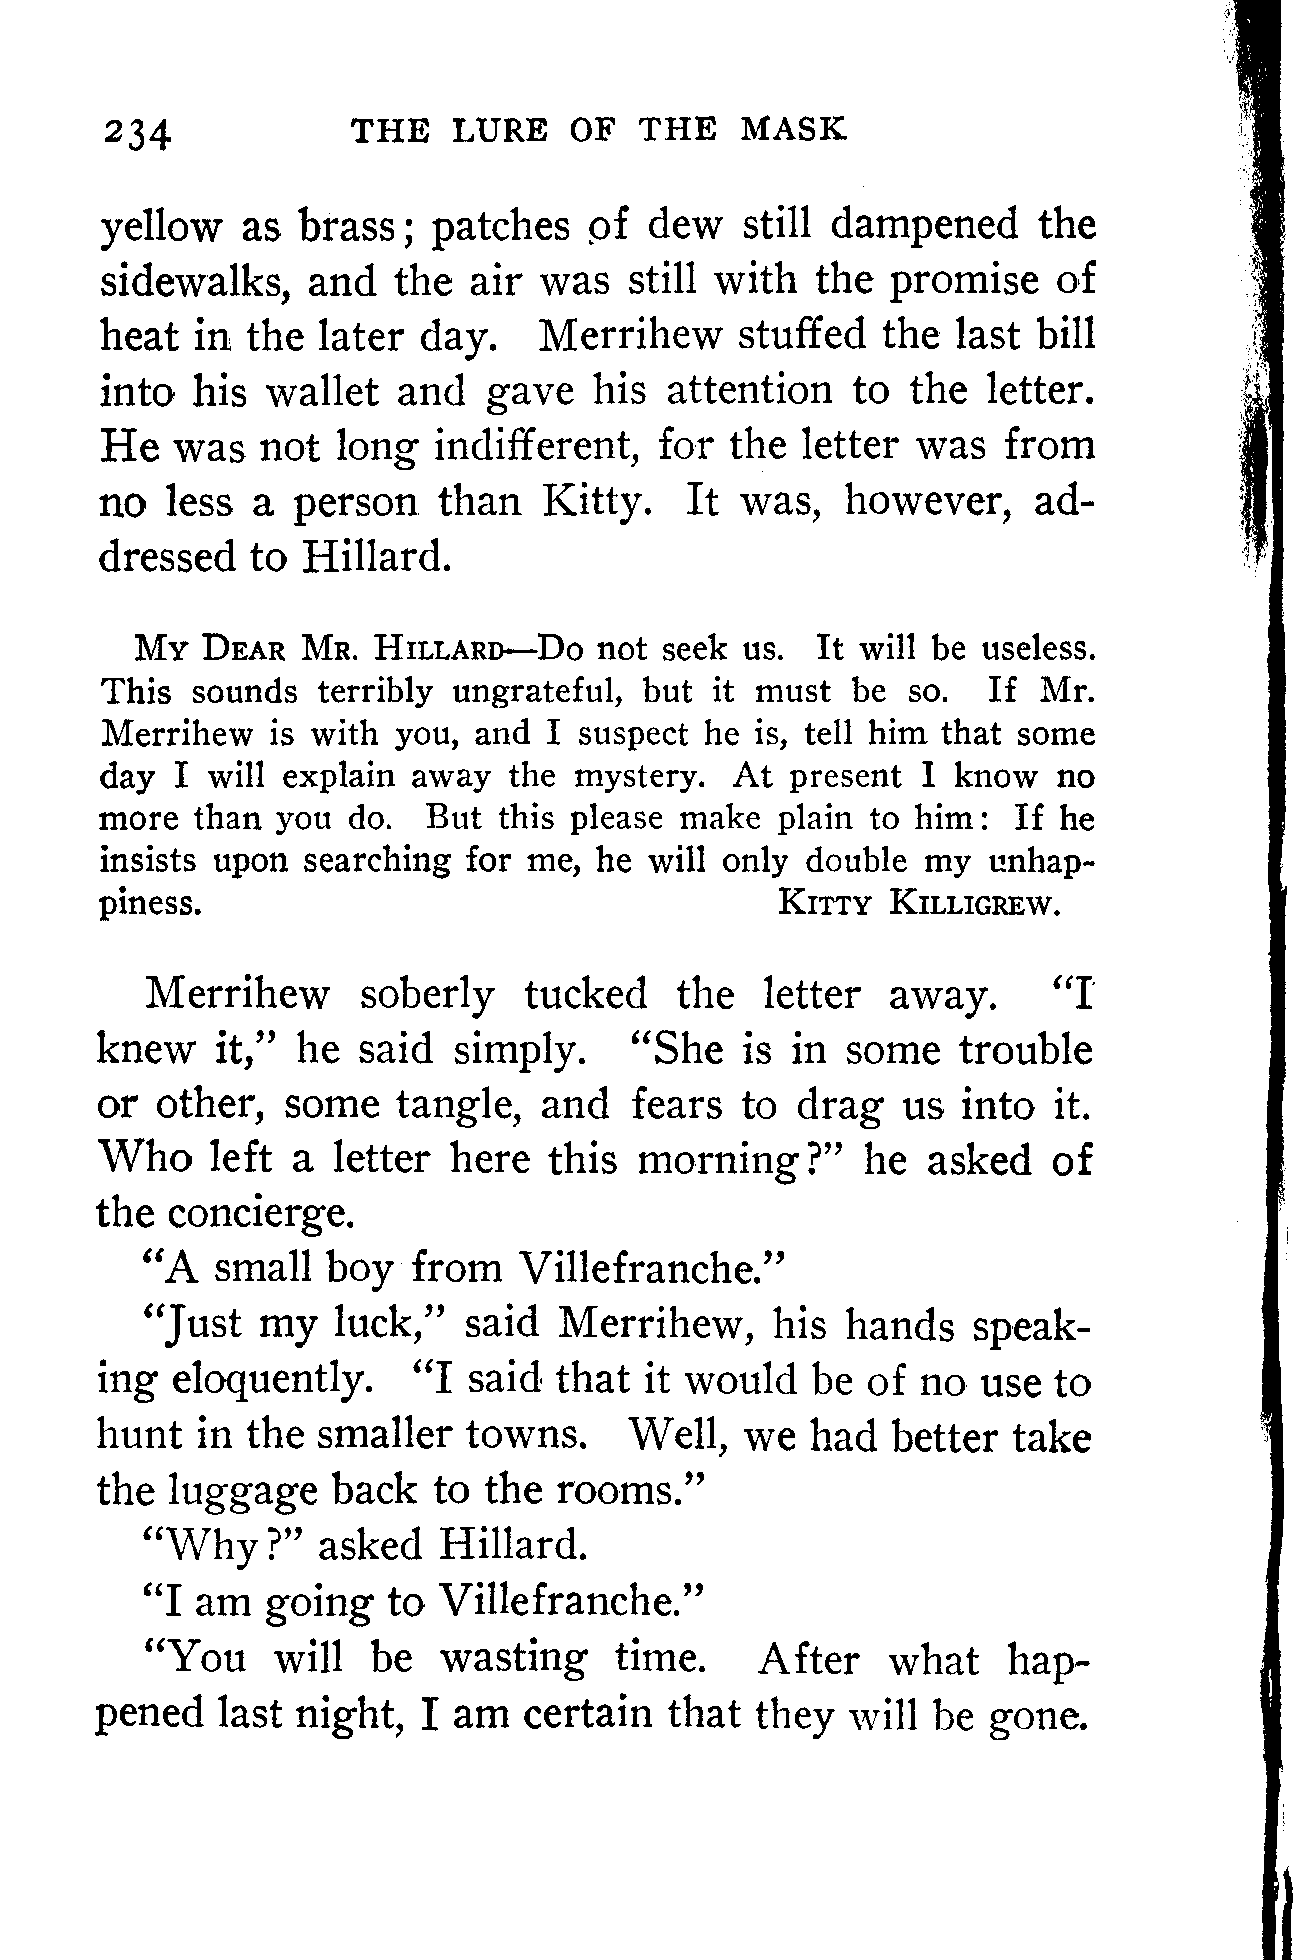 234 THE LURE OF THE MASK
yellow as brass; patches of dew still dampened the
sidewalks, and the air was still with the promise of
heat in the later day. Merrihew stuffed the last bill
into his wallet and gave his attention to the letter.
He was not long indifferent, for the letter was from
no less a person than Kitty. It was, however, ad-
dressed to Hillard.
My Dear Mr. Hillard—Do not seek us. It will be useless.
This sounds terribly ungrateful, but it must be so. If Mr.
Merrihew is with you, and I suspect he is, tell him that some
day I will explain away the mystery. At present I know no
more than you do. But this please make plain to him: If he
insists upon searching for me, he will only double my unhap-
piness. Kitty Killigrew.
Merrihew soberly tucked the letter away. “I
knew it,” he said simply. “She is in some trouble
or other, some tangle, and fears to drag us into it.
Who left a letter here this morning?” he asked of
the concierge.
“A small boy from Villefranche.”
“Just my luck,” said Merrihew, his hands speak-
ing eloquently. “I said that it would be of no use to
hunt in the smaller towns. Well, we had better take
the luggage back to the rooms.”
“Why?” asked Hillard.
“I am going to Villefranche.”
“You will be wasting time. After what hap-
pened last night, I am certain that they will be gone.